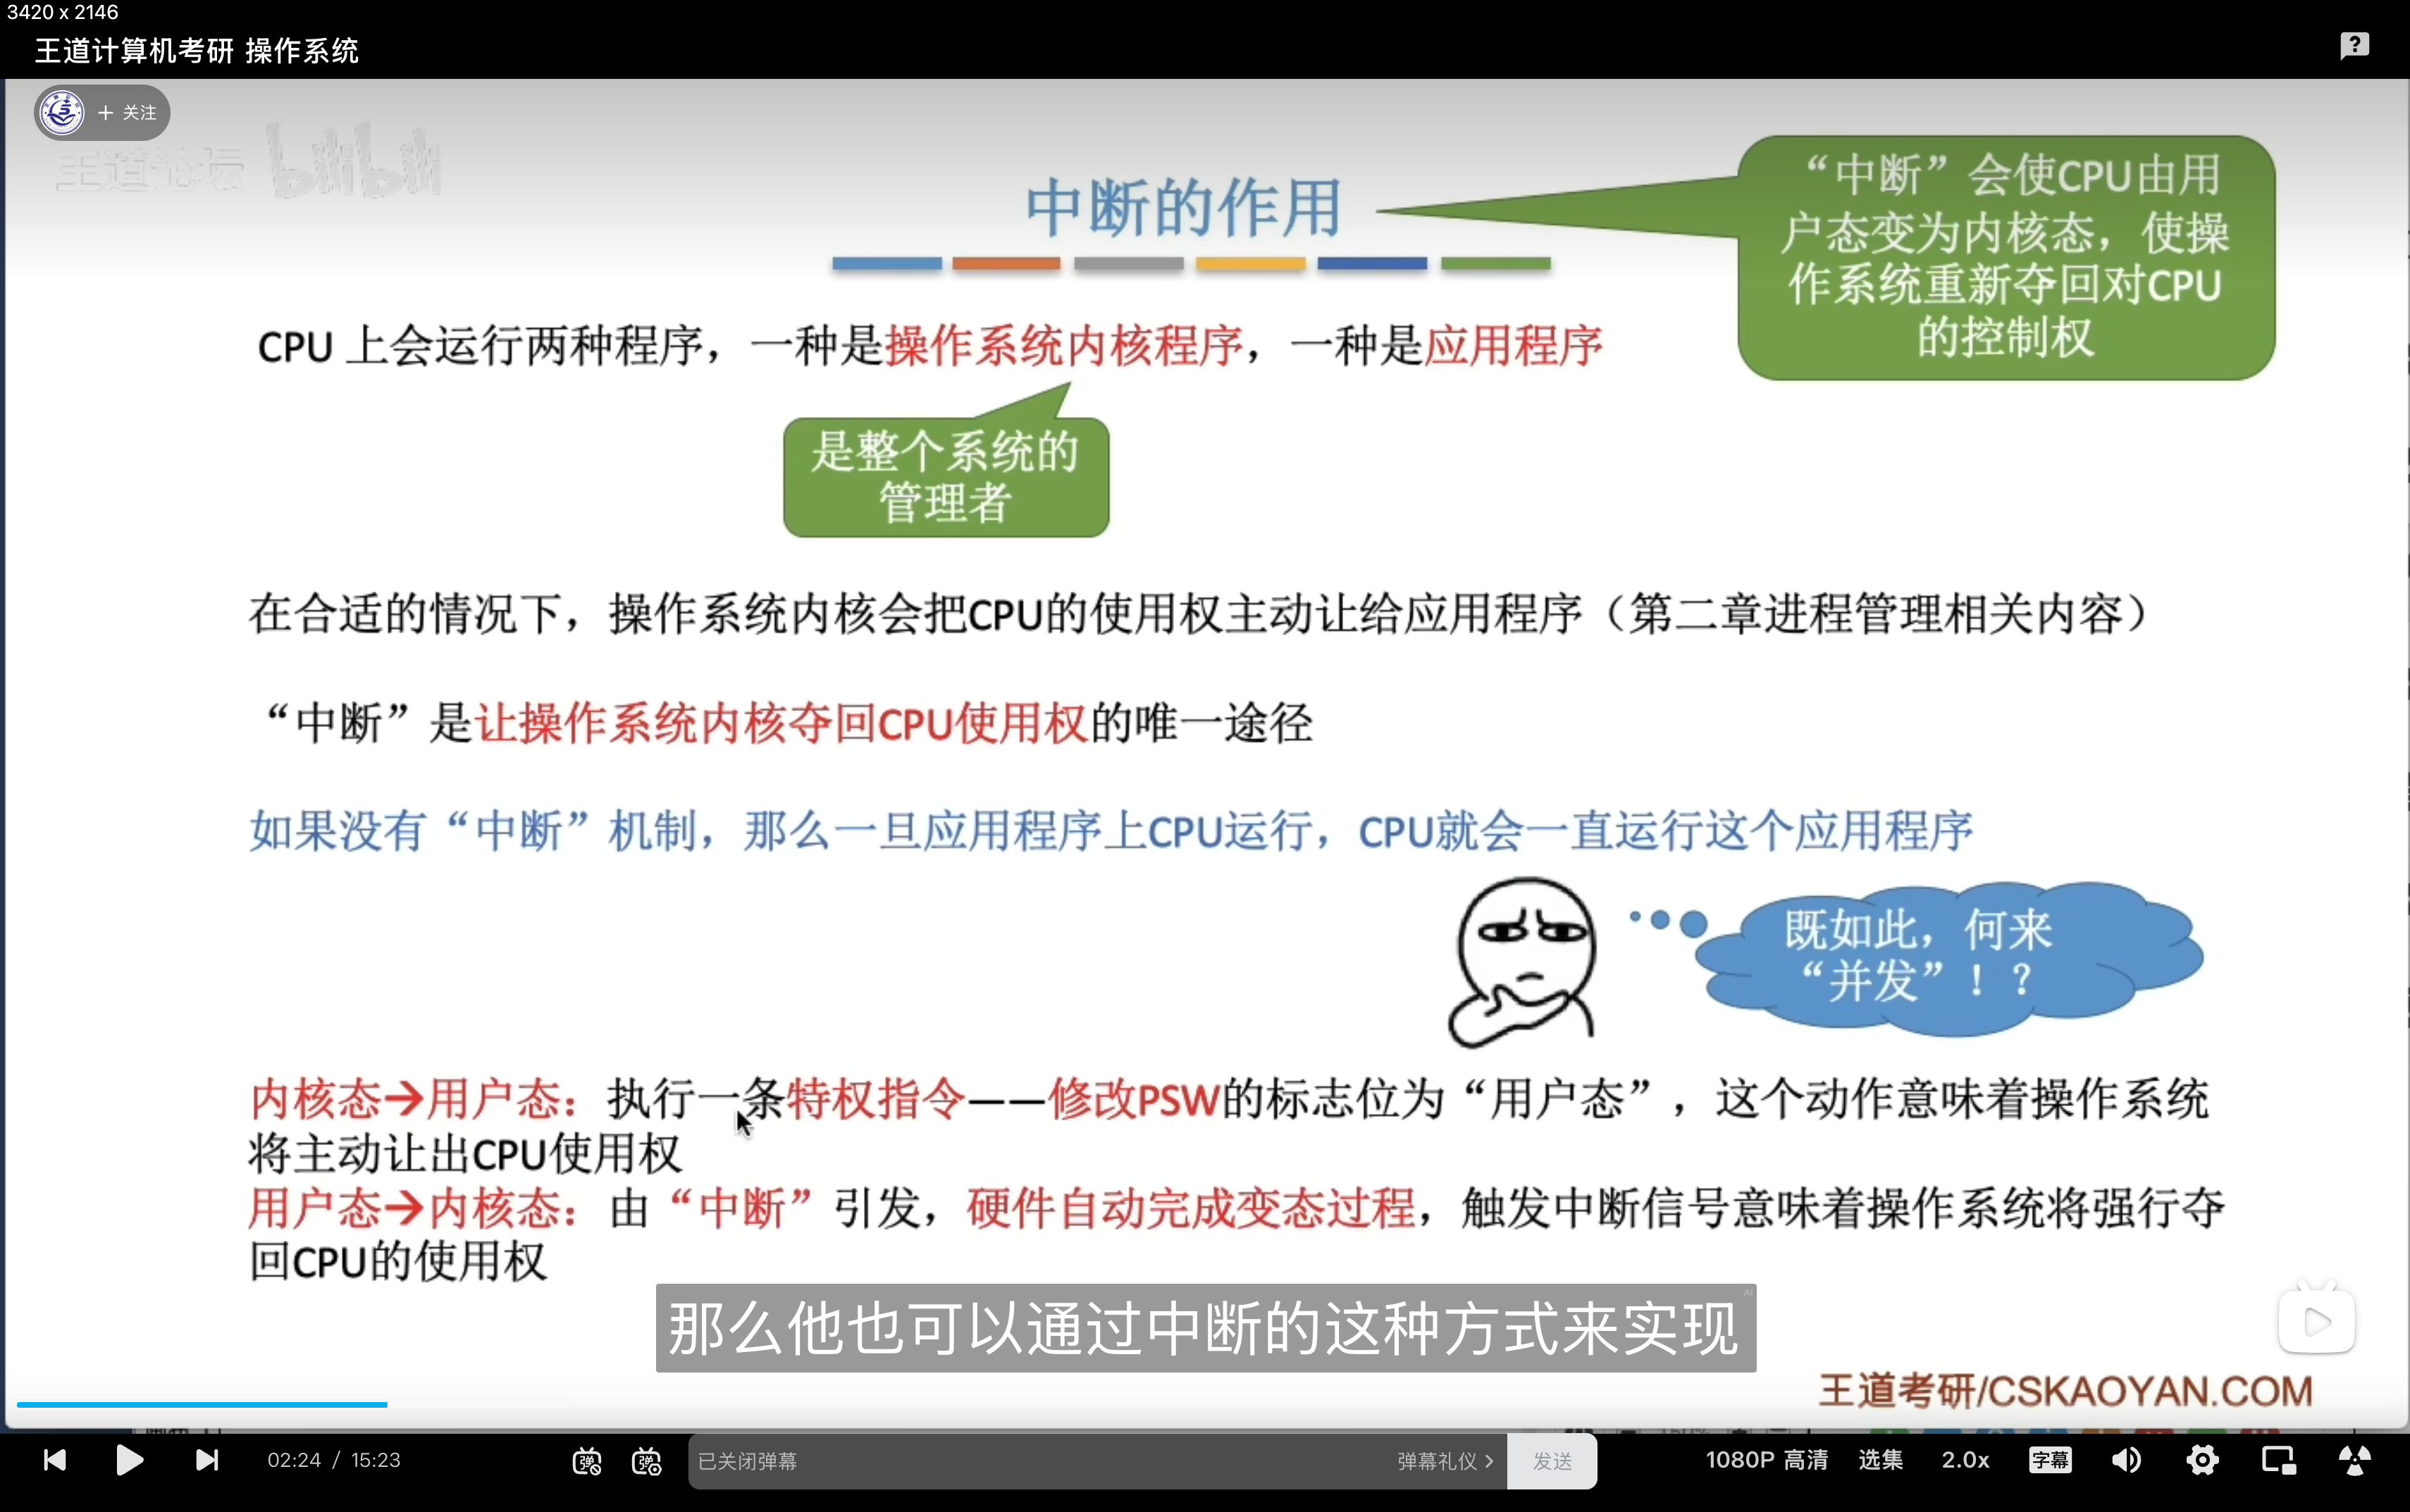 3420 x 2146
王道计算机考研 操作系统
+ 关注
王道论坛 bilibili
中断的作用
“中断”会使CPU由用
户态变为内核态，使操
作系统重新夺回对CPU
的控制权
CPU 上会运行两种程序，一种是操作系统内核程序，一种是应用程序
是整个系统的
管理者
在合适的情况下，操作系统内核会把CPU的使用权主动让给应用程序（第二章进程管理相关内容）
“中断”是让操作系统内核夺回CPU使用权的唯一途径
如果没有“中断”机制，那么一旦应用程序上CPU运行，CPU就会一直运行这个应用程序
既如此，何来
“并发”！？
内核态→用户态：执行一条特权指令——修改PSW的标志位为“用户态”，这个动作意味着操作系统
将主动让出CPU使用权
用户态→内核态：由“中断”引发，硬件自动完成变态过程，触发中断信号意味着操作系统将强行夺
回CPU的使用权
AI
那么他也可以通过中断的这种方式来实现
王道考研/CSKAOYAN.COM
02:24 / 15:23
弹
弹
已关闭弹幕
弹幕礼仪 >
发送
1080P 高清
选集
2.0x
字幕